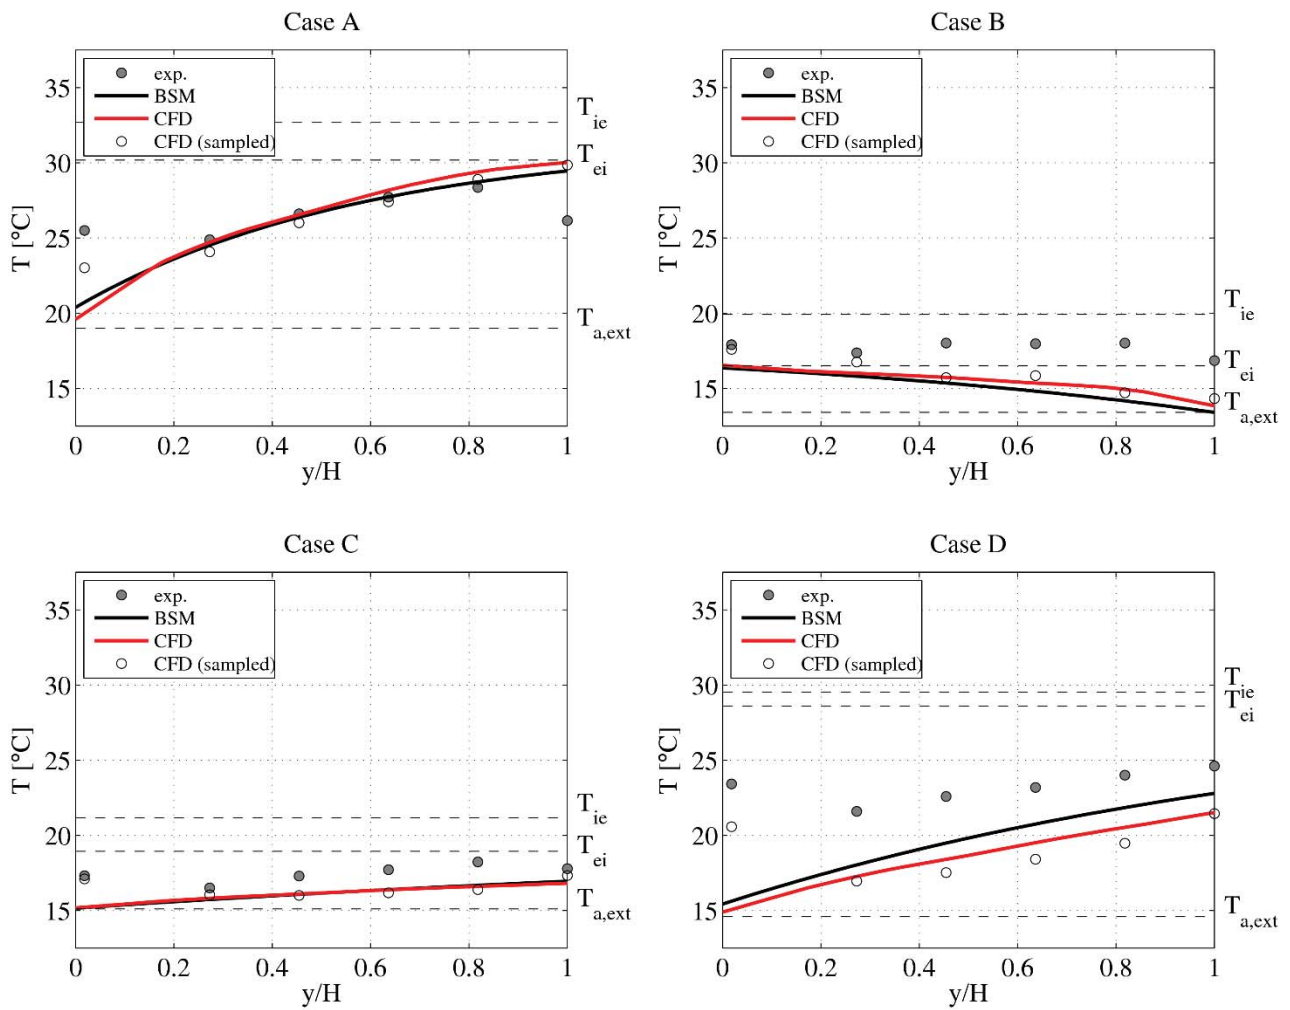 Case A
exp.
BSM
CFD
CFD (sampled)
35
30
25
20
15
T [°C]
T_ie
T_ei
T_a,ext
0 0.2 0.4 0.6 0.8 1
y/H
Case B
exp.
BSM
CFD
CFD (sampled)
35
30
25
20
15
T [°C]
T_ie
T_ei
T_a,ext
0 0.2 0.4 0.6 0.8 1
y/H
Case C
exp.
BSM
CFD
CFD (sampled)
35
30
25
20
15
T [°C]
T_ie
T_ei
T_a,ext
0 0.2 0.4 0.6 0.8 1
y/H
Case D
exp.
BSM
CFD
CFD (sampled)
35
30
25
20
15
T [°C]
T_ie
T_ei
T_a,ext
0 0.2 0.4 0.6 0.8 1
y/H